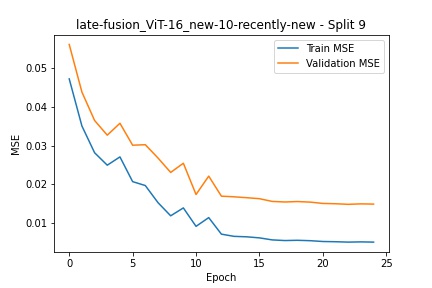 late-fusion_ViT-16_new-10-recently-new - Split 9
Train MSE
Validation MSE
0.05
0.04
0.03
0.02
0.01
MSE
0 5 10 15 20 25
Epoch